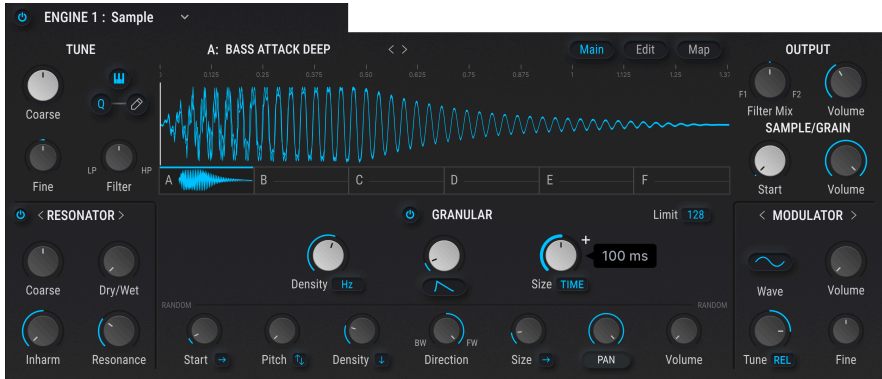 ENGINE 1 : Sample
TUNE
A: BASS ATTACK DEEP < >
Main Edit Map
OUTPUT
0.125 0.25 0.375 0.50 0.625 0.75 0.875 1 1.125 1.25 1.37
Coarse
Q
F1 F2
Filter Mix Volume
SAMPLE/GRAIN
LP HP
Fine Filter
A B C D E F
Start Volume
< RESONATOR >
GRANULAR
Limit 128
< MODULATOR >
+
100 ms
Coarse Dry/Wet
Density Hz
Size TIME
Wave Volume
RANDOM RANDOM
BW FW
Inharm Resonance
Start → Pitch ↑↓ Density ↓ Direction Size → PAN Volume
Tune REL Fine